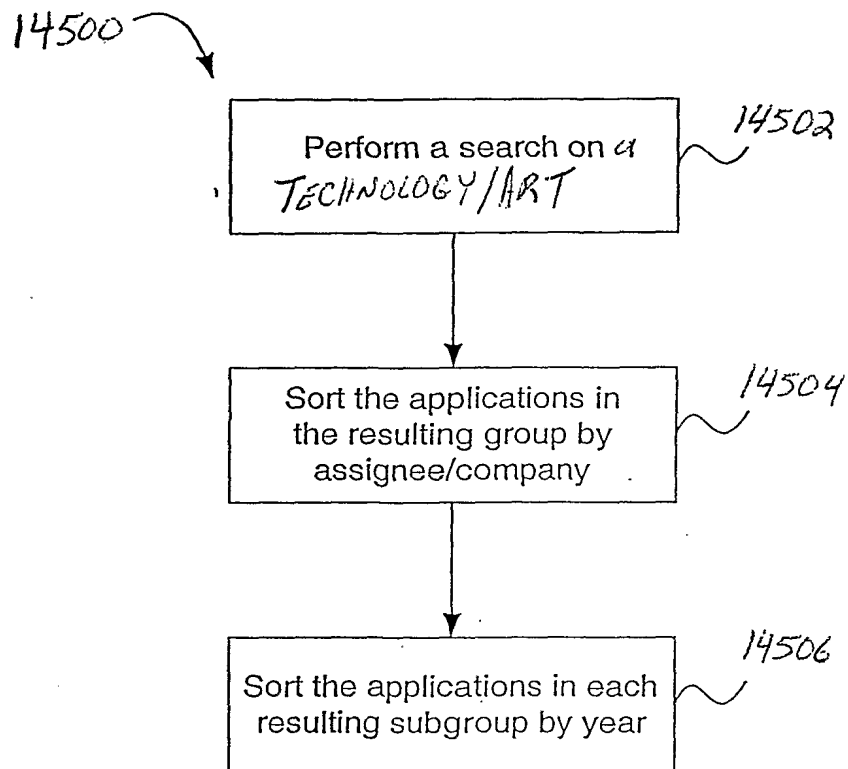 14500
14502
Perform a search on a
TECHNOLOGY/ART
14504
Sort the applications in
the resulting group by
assignee/company
14506
Sort the applications in each
resulting subgroup by year